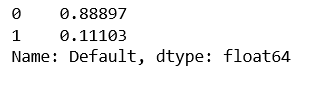 0    0.88897
1    0.11103
Name: Default, dtype: float64